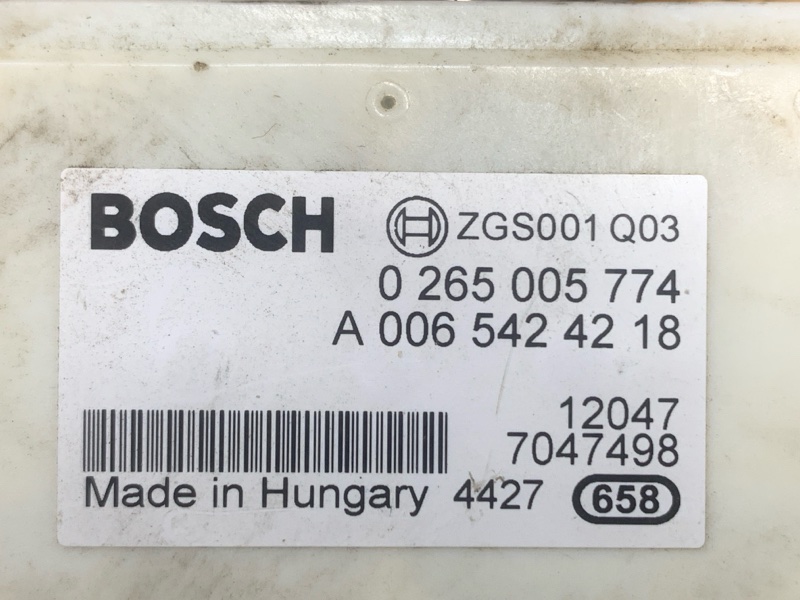 BOSCH ZGS001 Q03
0 265 005 774
A 006 542 42 18
12047
7047498
Made in Hungary 4427 658